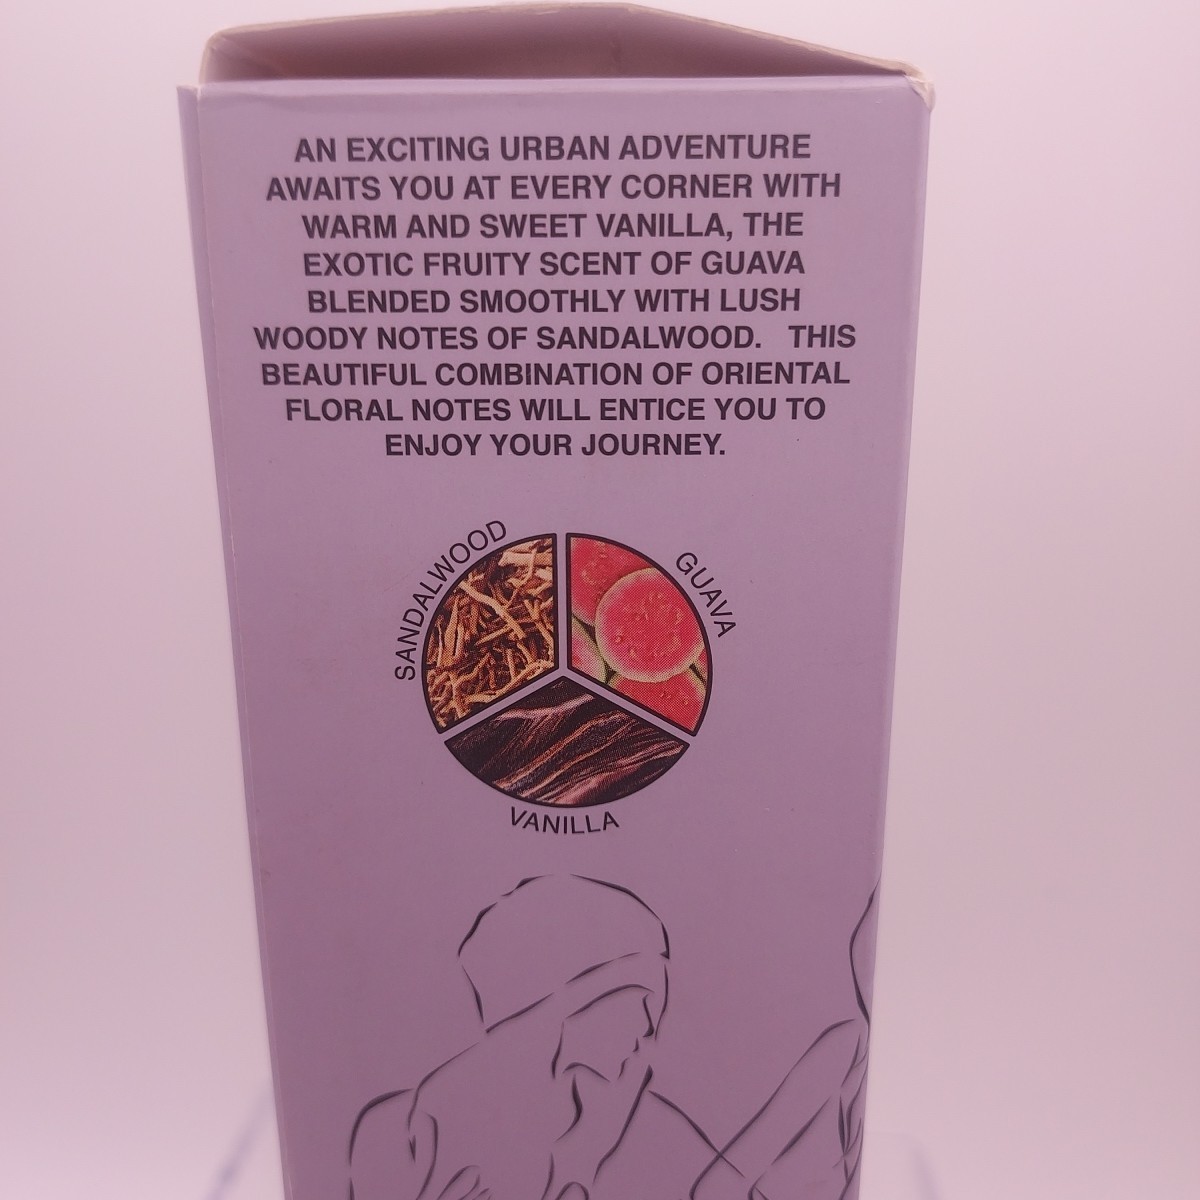 AN EXCITING URBAN ADVENTURE
AWAITS YOU AT EVERY CORNER WITH
WARM AND SWEET VANILLA, THE
EXOTIC FRUITY SCENT OF GUAVA
BLENDED SMOOTHLY WITH LUSH
WOODY NOTES OF SANDALWOOD.   THIS
BEAUTIFUL COMBINATION OF ORIENTAL
FLORAL NOTES WILL ENTICE YOU TO
ENJOY YOUR JOURNEY.
SANDALWOOD
GUAVA
VANILLA